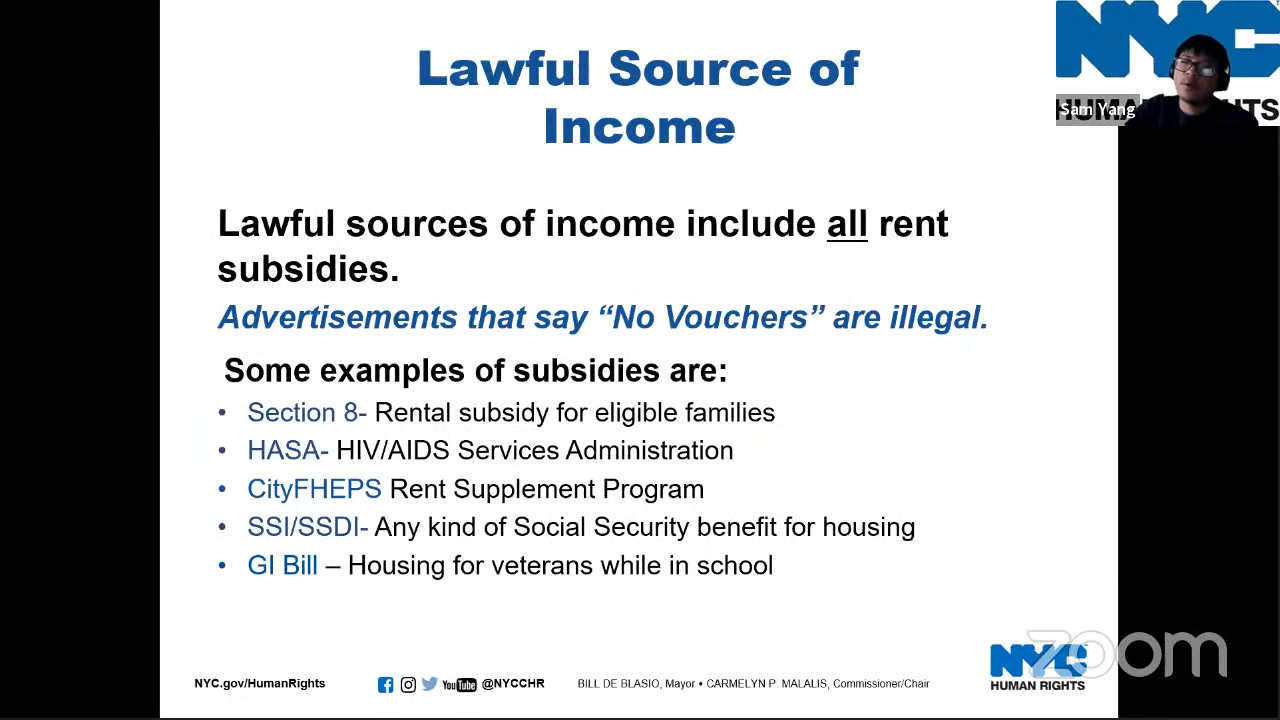 Lawful Source of
Income
NYC
HUMA TS
Sam Yang
Lawful sources of income include all rent
subsidies.
Advertisements that say “No Vouchers” are illegal.
Some examples of subsidies are:
• Section 8- Rental subsidy for eligible families
• HASA- HIV/AIDS Services Administration
• CityFHEPS Rent Supplement Program
• SSI/SSDI- Any kind of Social Security benefit for housing
• GI Bill – Housing for veterans while in school
NYC.gov/HumanRights
YouTube @NYCCHR
BILL DE BLASIO, Mayor • CARMELYN P. MALALIS, Commissioner/Chair
NYC
HUMAN RIGHTS
zoom